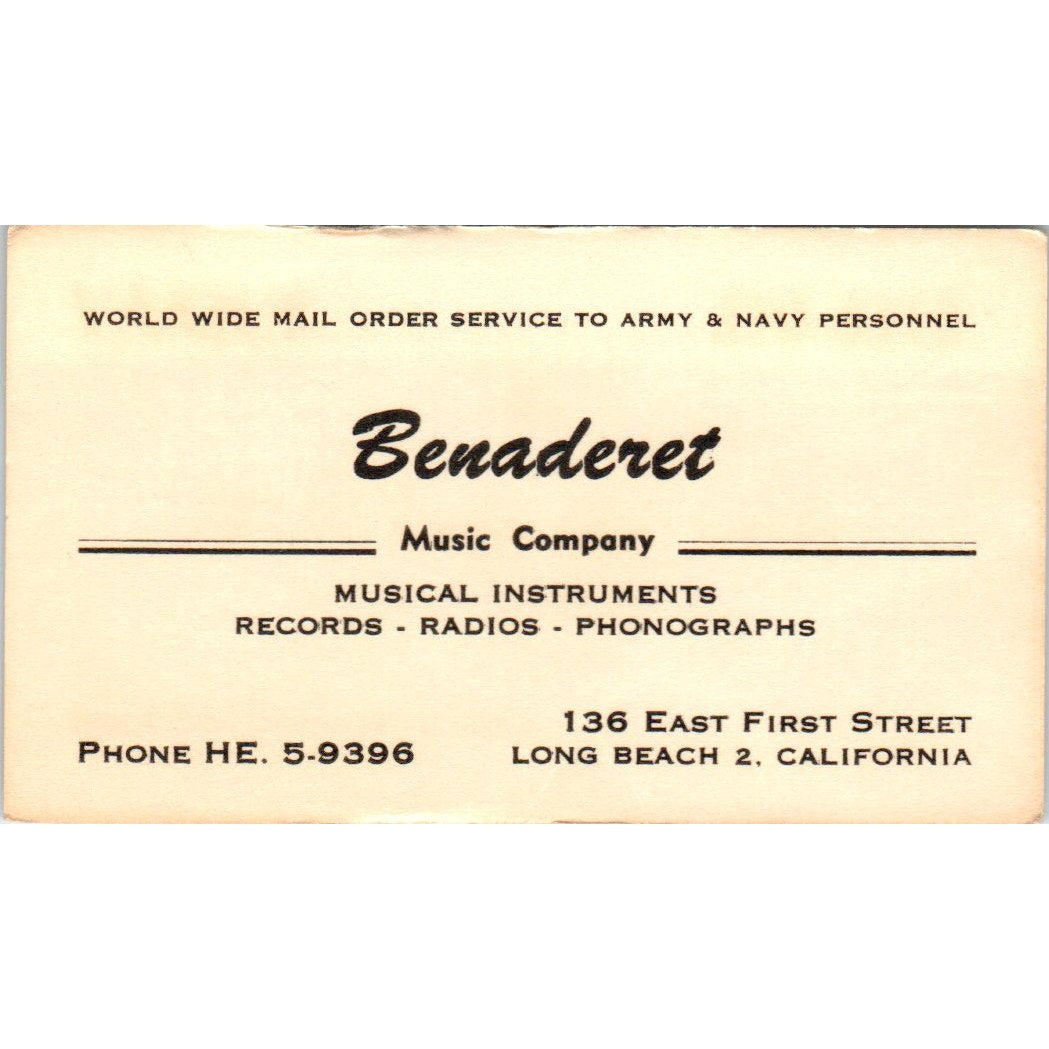 WORLD WIDE MAIL ORDER SERVICE TO ARMY & NAVY PERSONNEL
Benaderet
Music Company
MUSICAL INSTRUMENTS
RECORDS - RADIOS - PHONOGRAPHS
136 EAST FIRST STREET
PHONE HE. 5-9396 LONG BEACH 2, CALIFORNIA